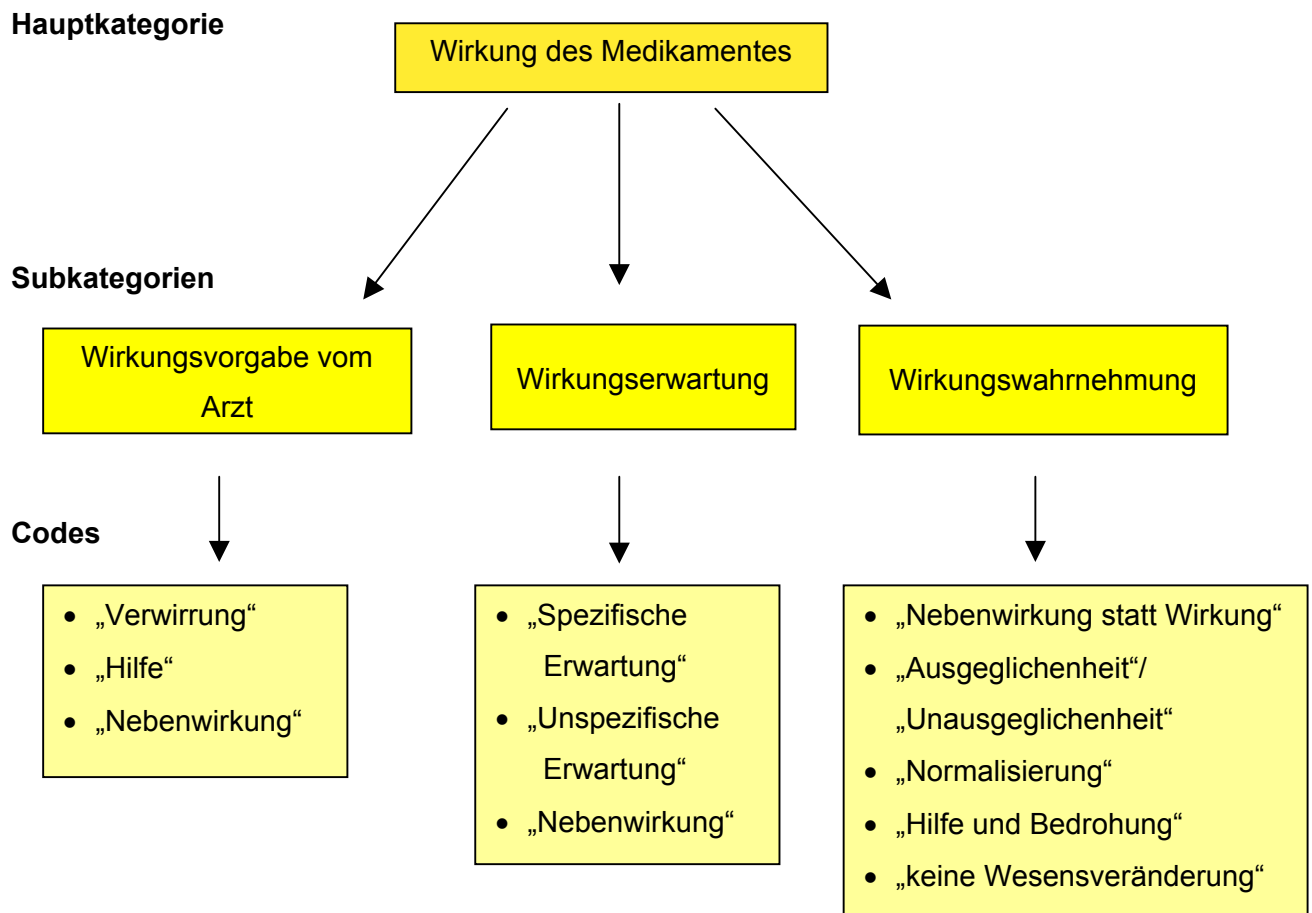 Hauptkategorie
Wirkung des Medikamentes
Subkategorien
Wirkungsvorgabe vom
Arzt
Wirkungserwartung
Wirkungswahrnehmung
Codes
• „Verwirrung“
• „Hilfe“
• „Nebenwirkung“
• „Spezifische
Erwartung“
• „Unspezifische
Erwartung“
• „Nebenwirkung“
• „Nebenwirkung statt Wirkung“
• „Ausgeglichenheit“/
„Unausgeglichenheit“
• „Normalisierung“
• „Hilfe und Bedrohung“
• „keine Wesensveränderung“